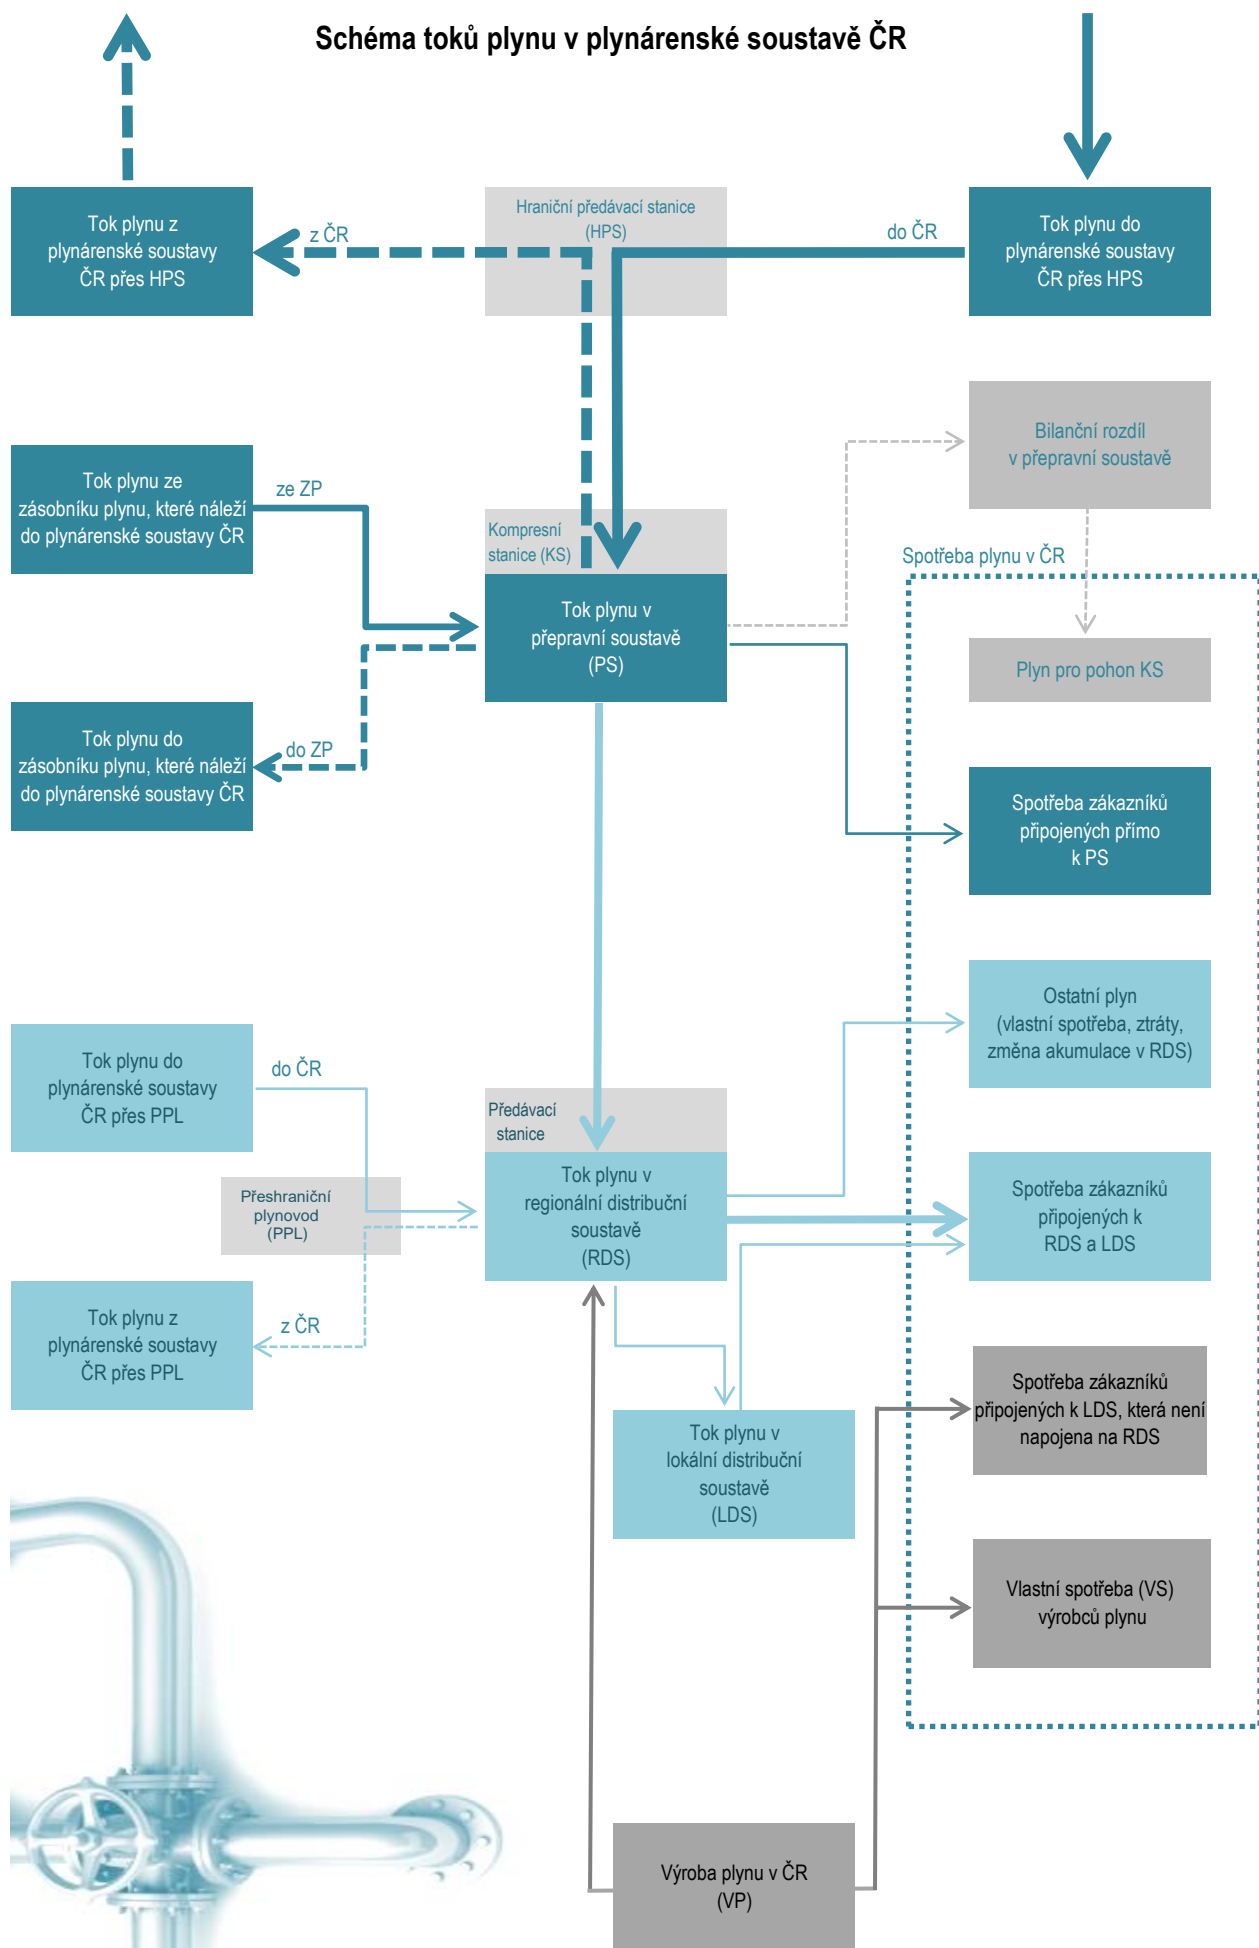 Schéma toků plynu v plynárenské soustavě ČR
Tok plynu z
plynárenské soustavy
ČR přes HPS
z ČR
Hraniční předávací stanice
(HPS)
do ČR
Tok plynu do
plynárenské soustavy
ČR přes HPS
Bilanční rozdíl
v přepravní soustavě
Tok plynu ze
zásobníku plynu, které náleží
do plynárenské soustavy ČR
ze ZP
Kompresní
stanice (KS)
Spotřeba plynu v ČR
Tok plynu v
přepravní soustavě
(PS)
Plyn pro pohon KS
Tok plynu do
zásobníku plynu, které náleží
do plynárenské soustavy ČR
do ZP
Spotřeba zákazníků
připojených přímo
k PS
Ostatní plyn
(vlastní spotřeba, ztráty,
změna akumulace v RDS)
Tok plynu do
plynárenské soustavy
ČR přes PPL
do ČR
Předávací
stanice
Přeshraniční
plynovod
(PPL)
Tok plynu v
regionální distribuční
soustavě
(RDS)
Spotřeba zákazníků
připojených k
RDS a LDS
Tok plynu z
plynárenské soustavy
ČR přes PPL
z ČR
Spotřeba zákazníků
připojených k LDS, která není
napojena na RDS
Tok plynu v
lokální distribuční
soustavě
(LDS)
Vlastní spotřeba (VS)
výrobců plynu
Výroba plynu v ČR
(VP)